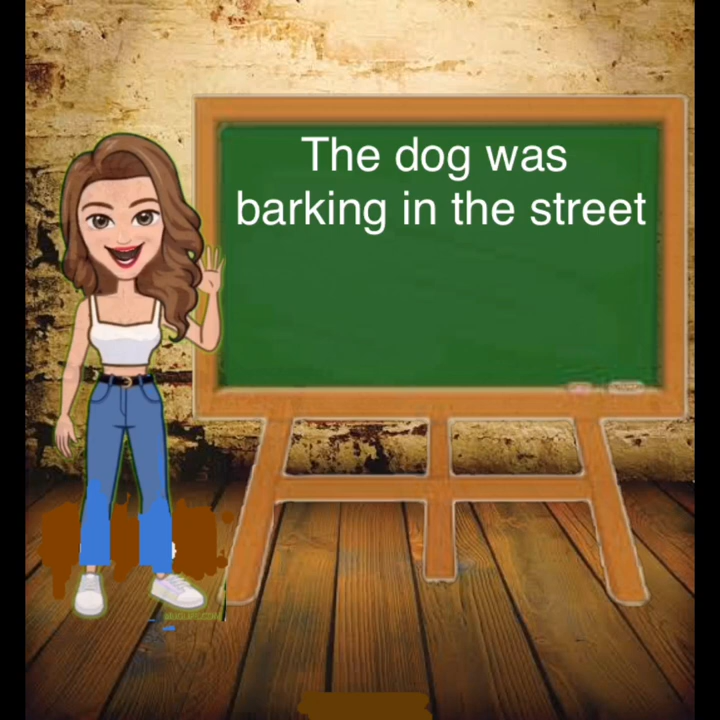 The dog was
barking in the street